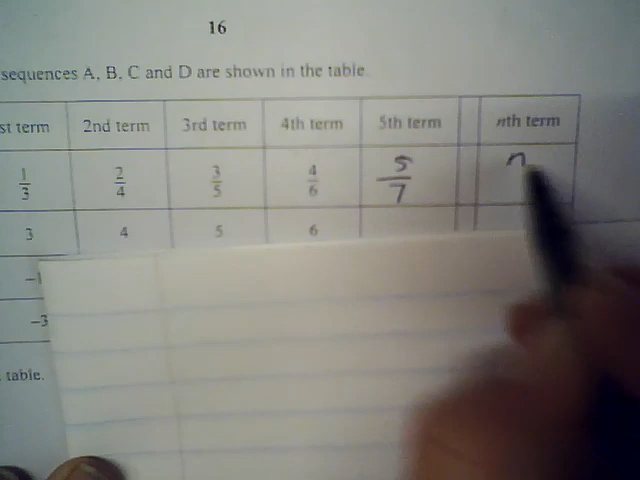 16
sequences A, B, C and D are shown in the table.
st term 2nd term 3rd term 4th term 5th term nth term
1/3 2/4 3/5 4/6 5/7 n
3 4 5 6
-3
table.